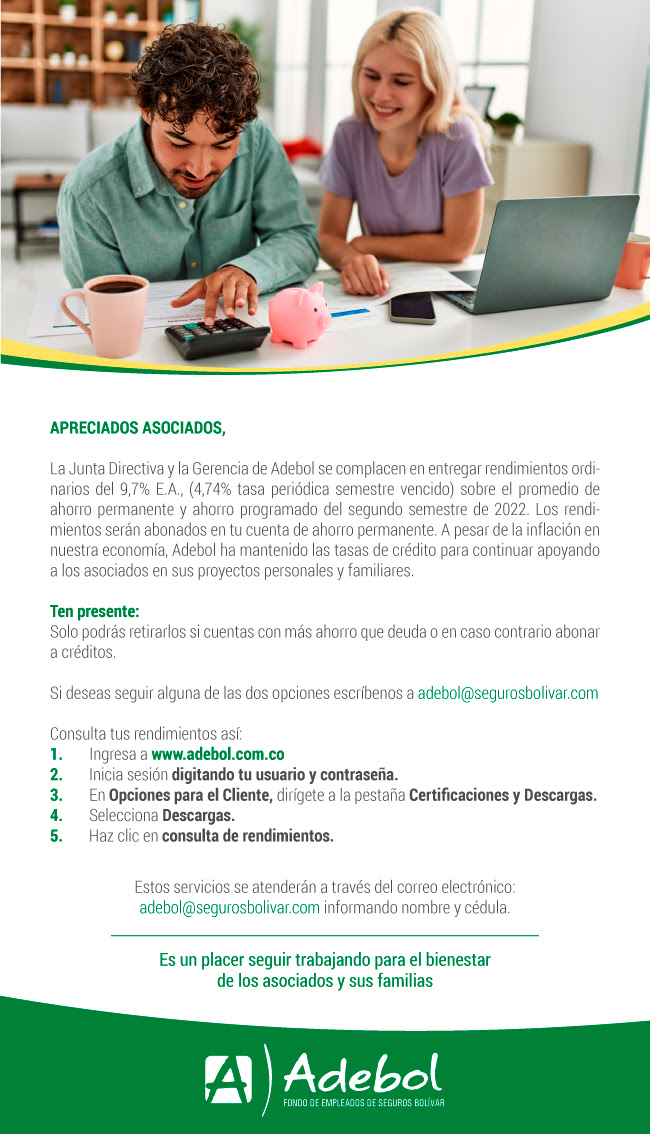 APRECIADOS ASOCIADOS,
La Junta Directiva y la Gerencia de Adebol se complacen en entregar rendimientos ordi-
narios del 9,7% E.A., (4,74% tasa periódica semestre vencido) sobre el promedio de
ahorro permanente y ahorro programado del segundo semestre de 2022. Los rendi-
mientos serán abonados en tu cuenta de ahorro permanente. A pesar de la inflación en
nuestra economía, Adebol ha mantenido las tasas de crédito para continuar apoyando
a los asociados en sus proyectos personales y familiares.
Ten presente:
Solo podrás retirarlos si cuentas con más ahorro que deuda o en caso contrario abonar
a créditos.
Si deseas seguir alguna de las dos opciones escríbenos a adebol@segurosbolivar.com
Consulta tus rendimientos así:
1. Ingresa a www.adebol.com.co
2. Inicia sesión digitando tu usuario y contraseña.
3. En Opciones para el Cliente, dirígete a la pestaña Certificaciones y Descargas.
4. Selecciona Descargas.
5. Haz clic en consulta de rendimientos.
Estos servicios se atenderán a través del correo electrónico:
adebol@segurosbolivar.com informando nombre y cédula.
Es un placer seguir trabajando para el bienestar
de los asociados y sus familias
A) Adebol
FONDO DE EMPLEADOS DE SEGUROS BOLÍVAR